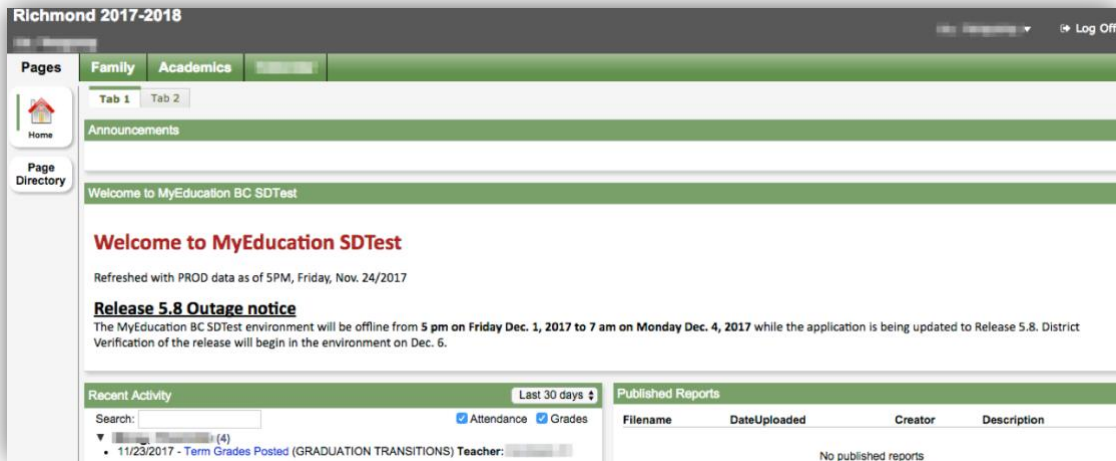 Richmond 2017-2018
Log Off
Pages Family Academics
Tab 1 Tab 2
Home
Announcements
Page
Directory
Welcome to MyEducation BC SDTest
Welcome to MyEducation SDTest
Refreshed with PROD data as of 5PM, Friday, Nov. 24/2017
Release 5.8 Outage notice
The MyEducation BC SDTest environment will be offline from 5 pm on Friday Dec. 1, 2017 to 7 am on Monday Dec. 4, 2017 while the application is being updated to Release 5.8. District
Verification of the release will begin in the environment on Dec. 6.
Recent Activity Last 30 days
Search: Attendance Grades
(4)
• 11/23/2017 - Term Grades Posted (GRADUATION TRANSITIONS) Teacher:
Published Reports
Filename DateUploaded Creator Description
No published reports